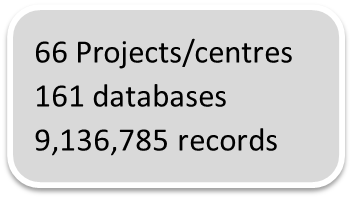 66 Projects/centres
161 databases
9,136,785 records